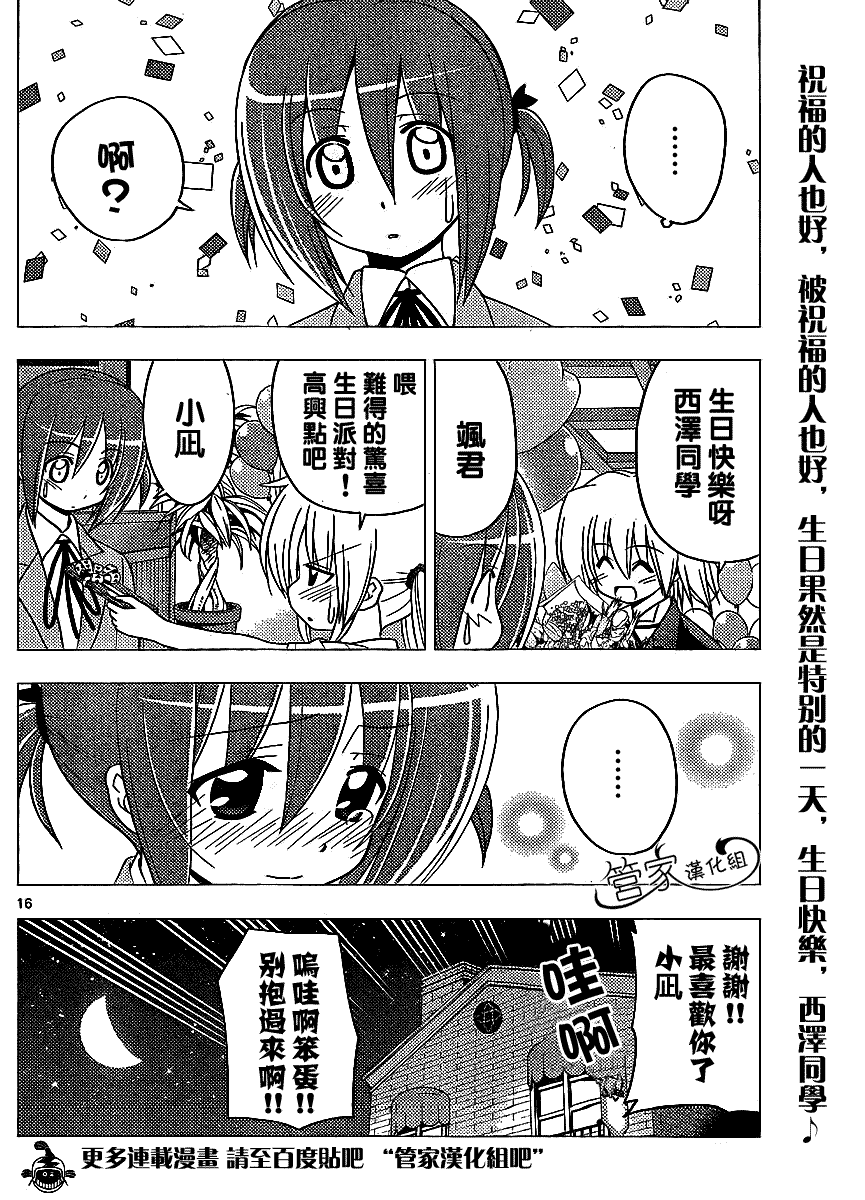 ……
啊?
生日快樂呀
西澤同學
颯君
喂
難得的驚喜
生日派對!
高興點吧
小凪
……
管家漢化組
16
謝謝!!
最喜歡你了
小凪
哇
啊
嗚哇啊笨蛋!!
別抱過來啊!!
祝福的人也好,被祝福的人也好,生日果然是特別的一天,生日快樂,西澤同學♪
更多連載漫畫 請至百度貼吧 “管家漢化組吧”